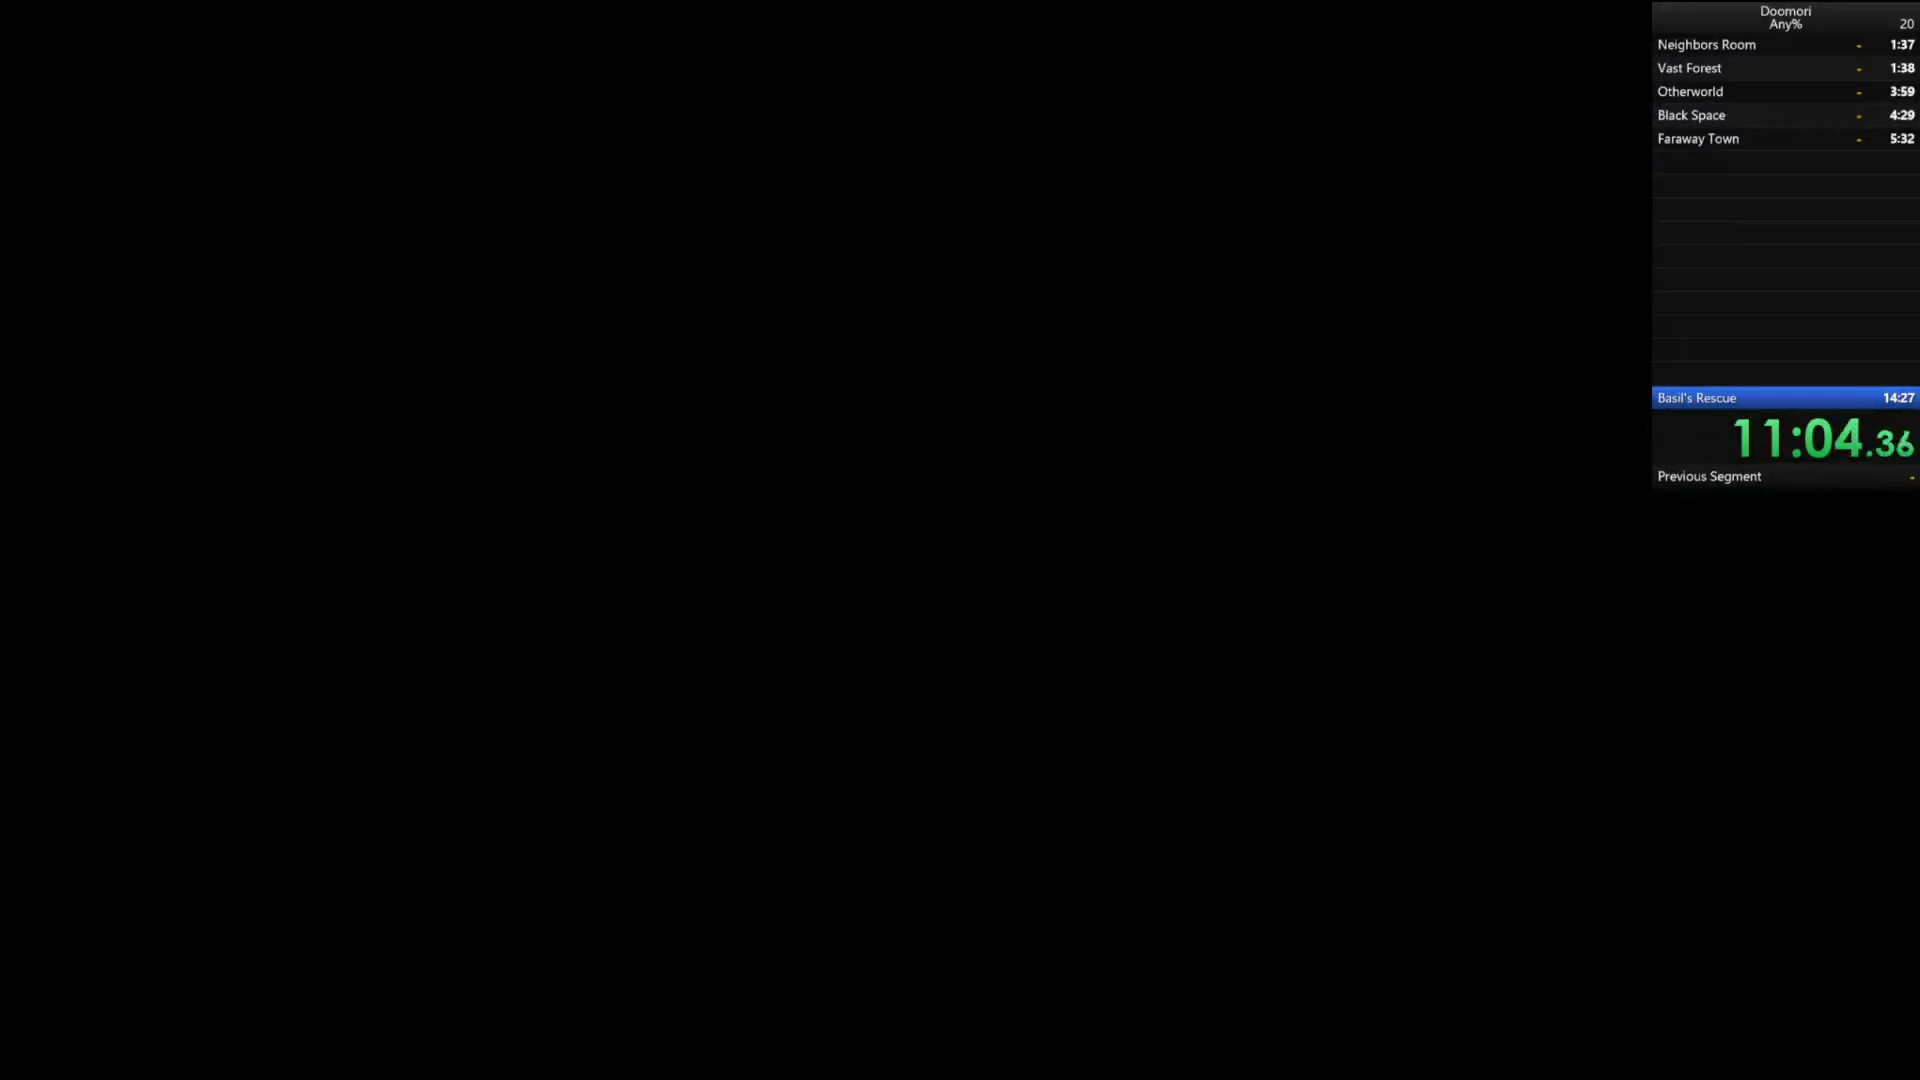 Doomori
Any% 20
Neighbors Room - 1:37
Vast Forest - 1:38
Otherworld - 3:59
Black Space - 4:29
Faraway Town - 5:32
Basil's Rescue 14:27
11:04.36
Previous Segment -